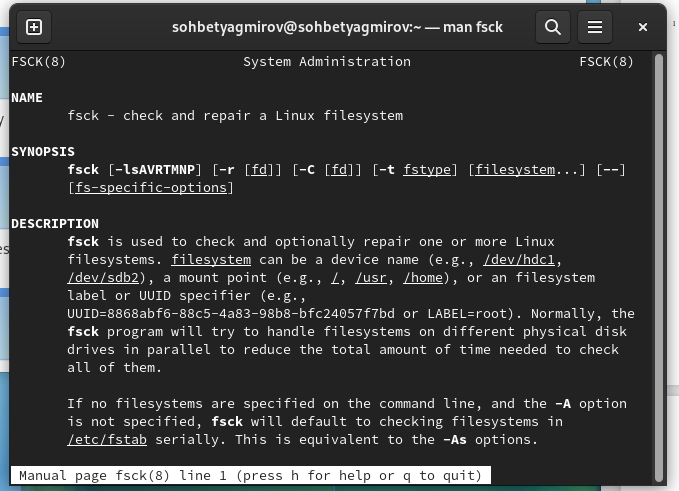 sohbetyagmirov@sohbetyagmirov:~ — man fsck
FSCK(8) System Administration FSCK(8)
NAME
fsck - check and repair a Linux filesystem
SYNOPSIS
fsck [-lsAVRTMNP] [-r [fd]] [-C [fd]] [-t fstype] [filesystem...] [--]
[fs-specific-options]
DESCRIPTION
fsck is used to check and optionally repair one or more Linux
filesystems. filesystem can be a device name (e.g., /dev/hdc1,
/dev/sdb2), a mount point (e.g., /, /usr, /home), or an filesystem
label or UUID specifier (e.g.,
UUID=8868abf6-88c5-4a83-98b8-bfc24057f7bd or LABEL=root). Normally, the
fsck program will try to handle filesystems on different physical disk
drives in parallel to reduce the total amount of time needed to check
all of them.
If no filesystems are specified on the command line, and the -A option
is not specified, fsck will default to checking filesystems in
/etc/fstab serially. This is equivalent to the -As options.
Manual page fsck(8) line 1 (press h for help or q to quit)